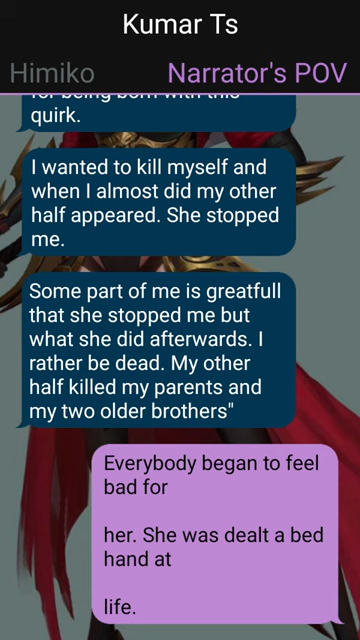 Kumar Ts
Himiko
Narrator's POV
for being born with this
quirk.
I wanted to kill myself and
when I almost did my other
half appeared. She stopped
me.
Some part of me is greatfull
that she stopped me but
what she did afterwards. I
rather be dead. My other
half killed my parents and
my two older brothers"
Everybody began to feel
bad for
her. She was dealt a bed
hand at
life.